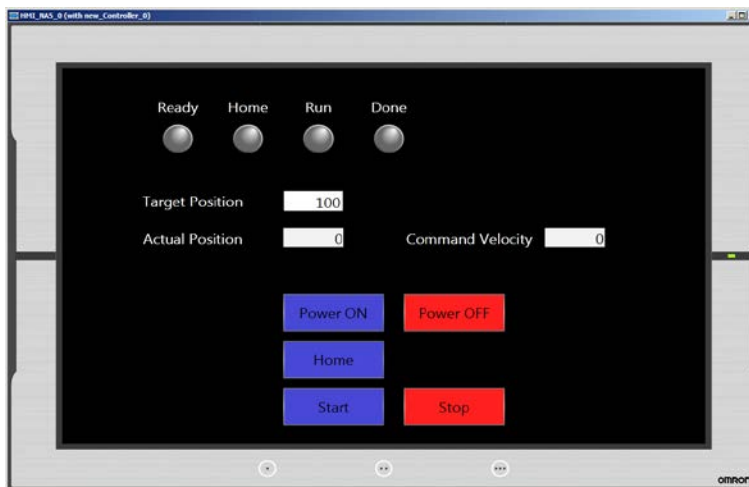 HMI_NA5_0 (with new_Controller_0)
Ready Home Run Done
Target Position 100
Actual Position 0 Command Velocity 0
Power ON Power OFF
Home
Start Stop
OMRON